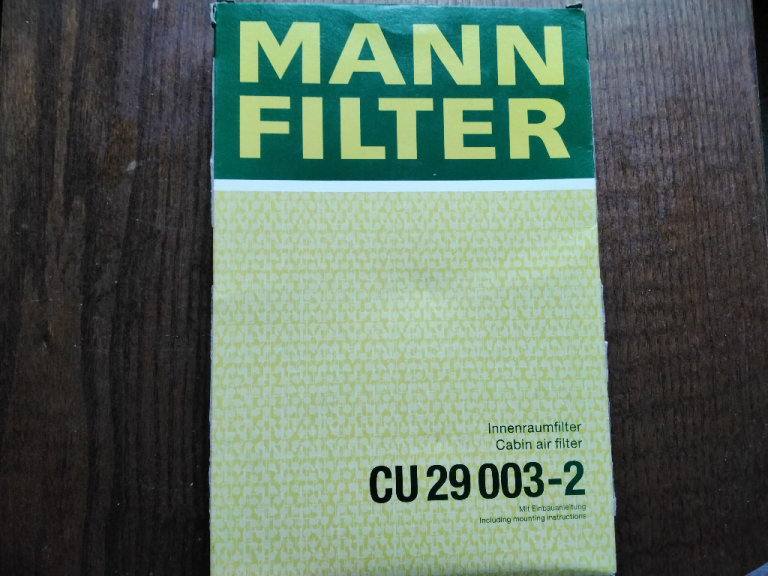 MANN
FILTER
Innenraumfilter
Cabin air filter
CU 29 003-2
Mit Einbauanleitung
Including mounting instructions